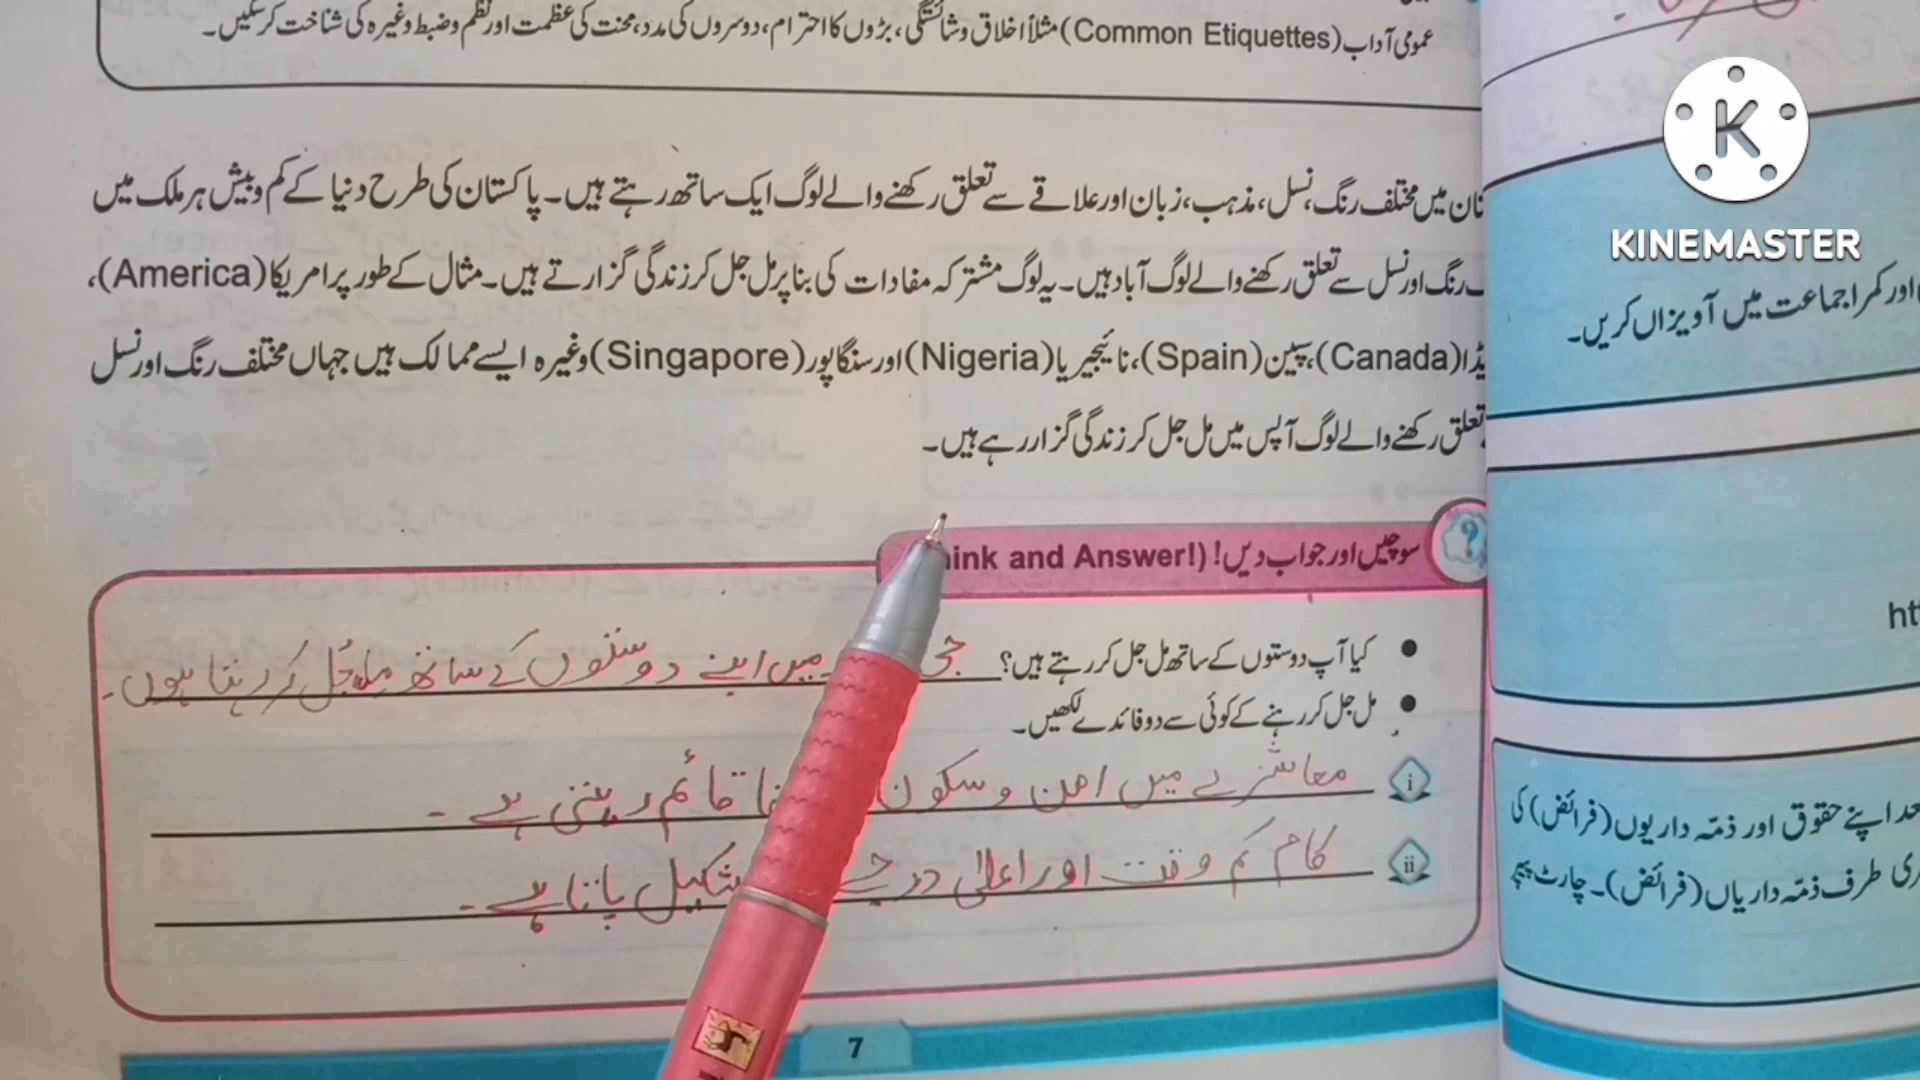 عمومی آداب (Common Etiquettes) مثلاً اخلاق و شائستگی، بڑوں کا احترام، دوسروں کی مدد، محنت کی عظمت اور نظم و ضبط وغیرہ کی شناخت کر سکیں۔
میں مختلف رنگ، نسل، مذہب، زبان اور علاقے سے تعلق رکھنے والے لوگ ایک ساتھ رہتے ہیں۔ پاکستان کی طرح دنیا کے کم و بیش ہر ملک میں
رنگ اور نسل سے تعلق رکھنے والے لوگ آباد ہیں۔ یہ لوگ مشترکہ مفادات کی بنا پر مل جل کر زندگی گزارتے ہیں۔ مثال کے طور پر امریکا (America)،
(Canada)، سپین (Spain)، نائیجیریا (Nigeria) اور سنگاپور (Singapore) وغیرہ ایسے ممالک ہیں جہاں مختلف رنگ اور نسل
تعلق رکھنے والے لوگ آپس میں مل جل کر زندگی گزار رہے ہیں۔
سوچیں اور جواب دیں! (ink and Answer!
کیا آپ دوستوں کے ساتھ مل جل کر رہتے ہیں؟ جی میں اپنے دوستوں کے ساتھ مل جُل کر رہتا ہوں۔
مل جل کر رہنے کے کوئی سے دو فائدے لکھیں۔
i معاشرے میں امن و سکون فا قائم رہتی ہے۔
ii کام کم وقت اور اعلیٰ درجے شکیل پاتا ہے۔
7
KINEMASTER
اور کمرا جماعت میں آویزاں کریں۔
ht
اپنے حقوق اور ذمّہ داریوں (فرائض) کی
طرف ذمّہ داریاں (فرائض)۔ چارٹ پیپر